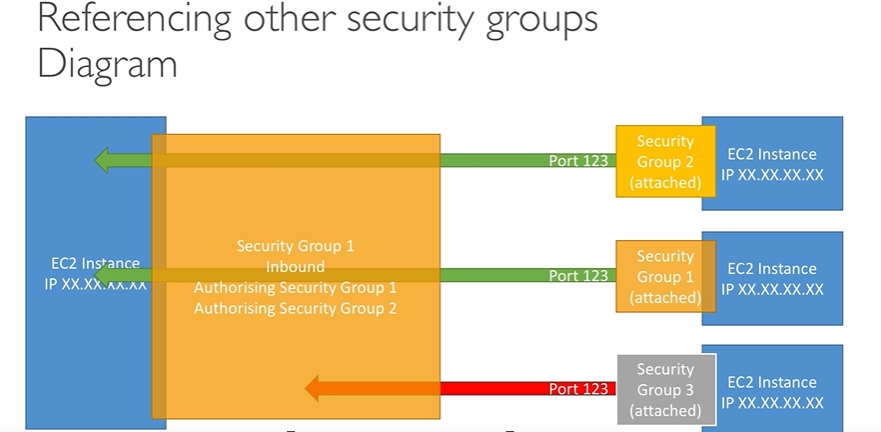 Referencing other security groups
Diagram
EC2 Instance
IP XX.XX.XX.XX
Security Group 1
Inbound
Authorising Security Group 1
Authorising Security Group 2
Port 123
Security
Group 2
(attached)
EC2 Instance
IP XX.XX.XX.XX
Port 123
Security
Group 1
(attached)
EC2 Instance
IP XX.XX.XX.XX
Port 123
Security
Group 3
(attached)
EC2 Instance
IP XX.XX.XX.XX